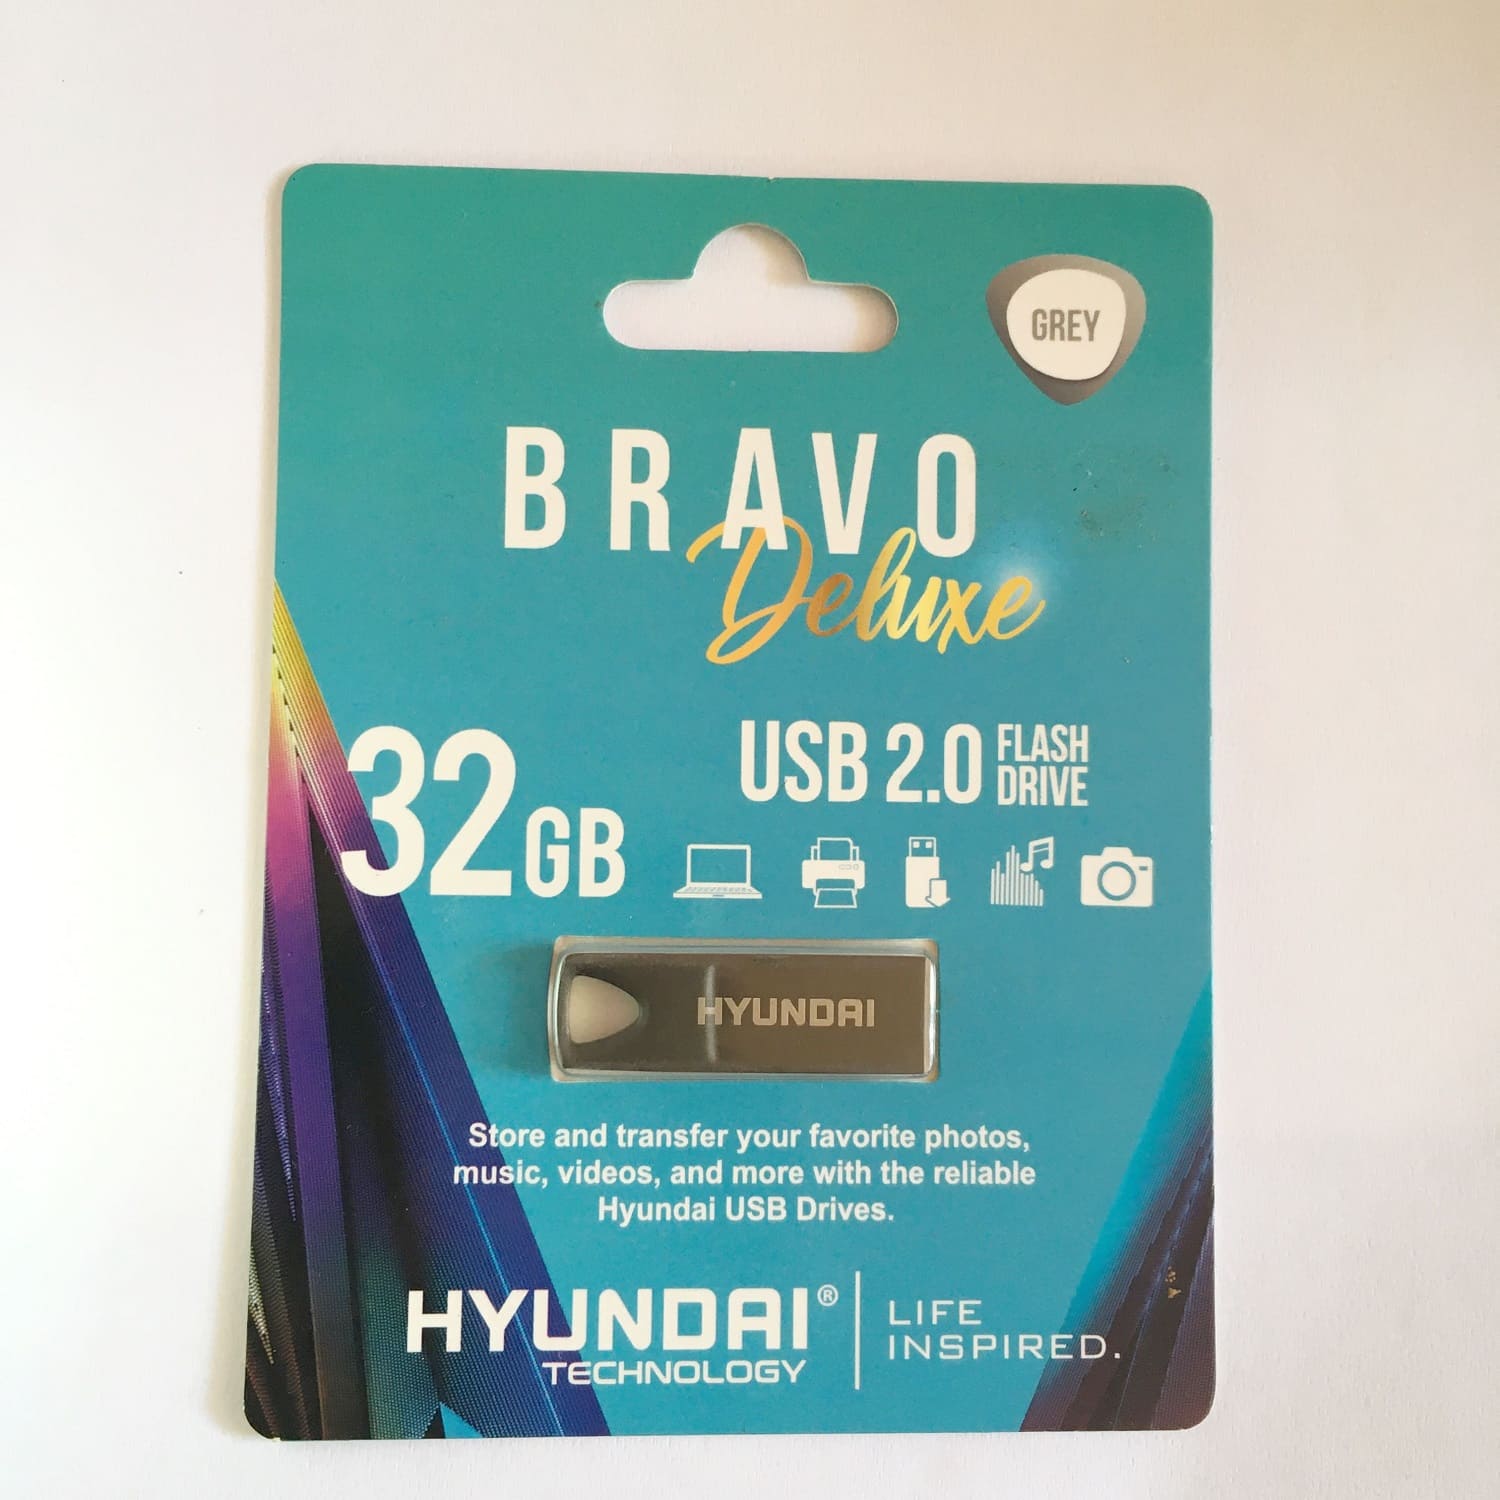 GREY
BRAVO
Deluxe
32GB
USB 2.0 FLASH
DRIVE
HYUNDAI
Store and transfer your favorite photos,
music, videos, and more with the reliable
Hyundai USB Drives.
HYUNDAI®
TECHNOLOGY
LIFE
INSPIRED.